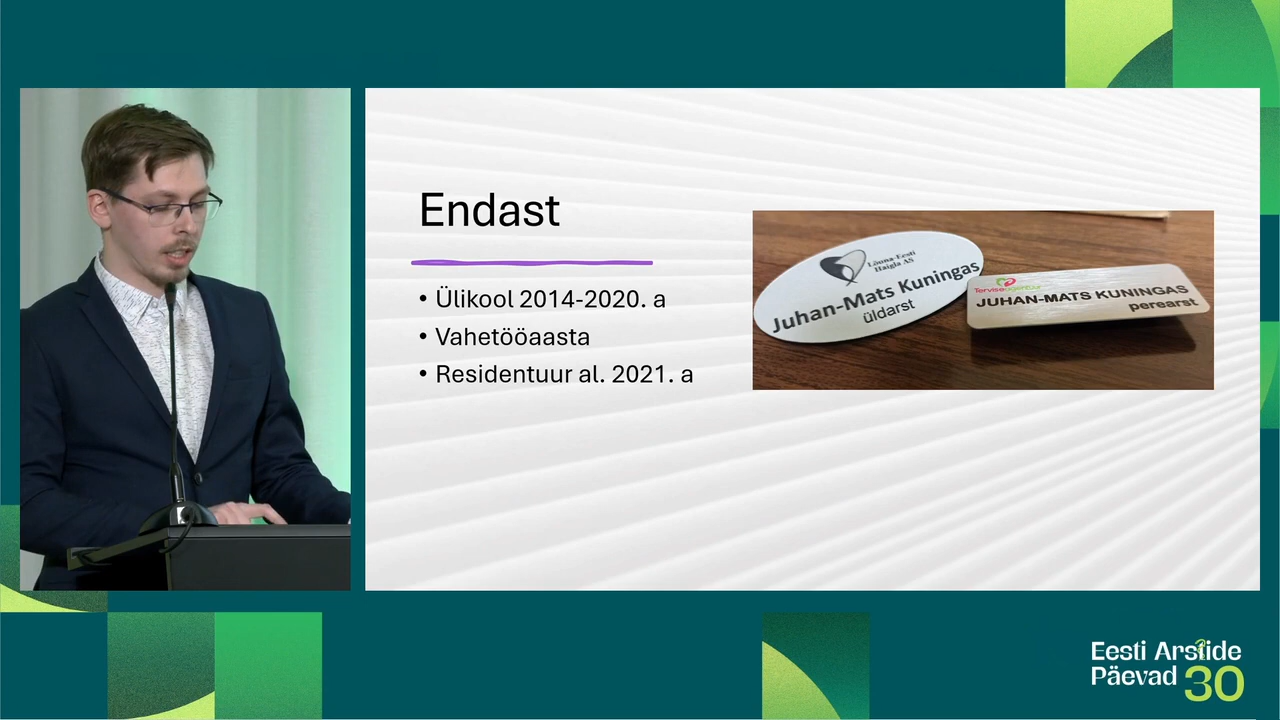 Endast
• Ülikool 2014-2020. a
• Vahetööaasta
• Residentuur al. 2021. a
Lõuna-Eesti
Haigla AS
Juhan-Mats Kuningas
üldarst
Terviseagentuur
JUHAN-MATS KUNINGAS
perearst
Eesti Arstide
Päevad 30